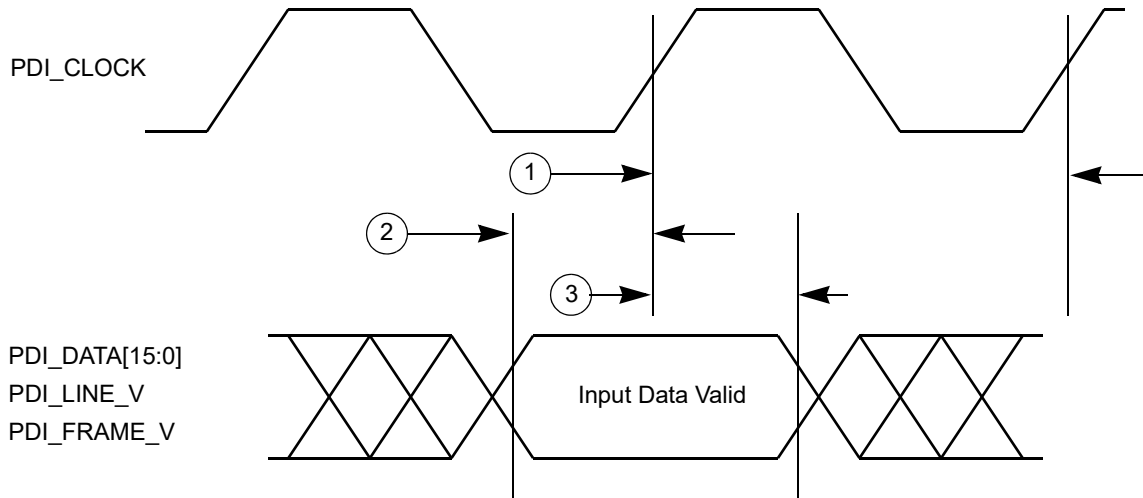 PDI_CLOCK
1
2
3
PDI_DATA[15:0]
PDI_LINE_V
PDI_FRAME_V
Input Data Valid